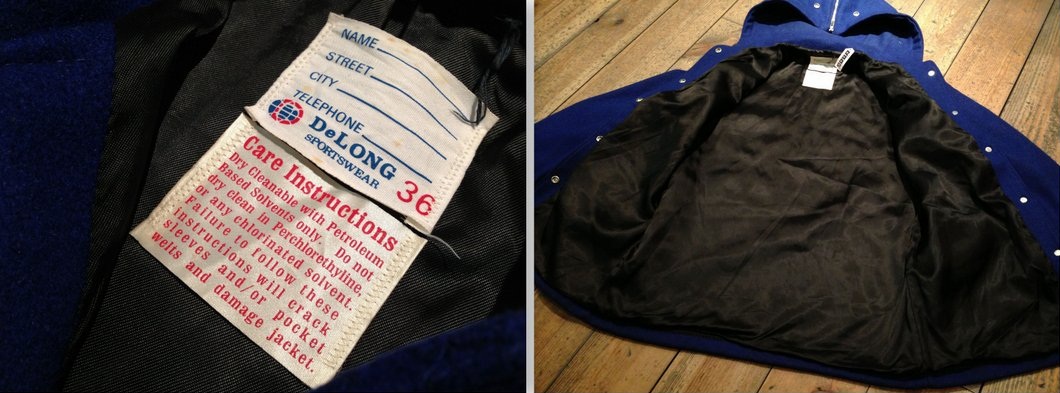 NAME
STREET
CITY
TELEPHONE
DeLONG
SPORTSWEAR
36
Care Instructions
Dry Cleanable with Petroleum
Based Solvents only. Do not
dry clean in Perchlorethyline,
or any chlorinated solvent.
Failure to follow these
instructions will crack
sleeves and/or pocket
welts and damage jacket.